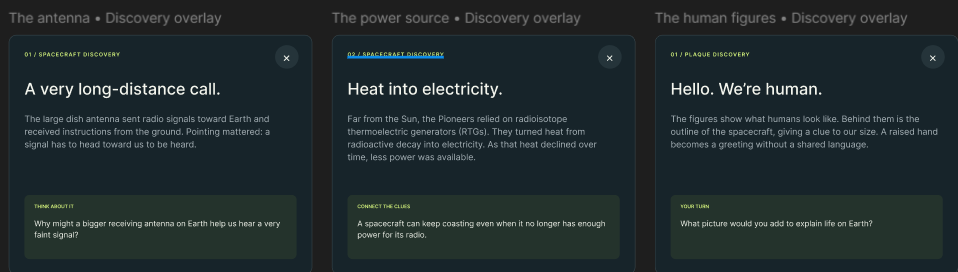 The antenna • Discovery overlay
01 / SPACECRAFT DISCOVERY
×
A very long-distance call.
The large dish antenna sent radio signals toward Earth and
received instructions from the ground. Pointing mattered: a
signal has to head toward us to be heard.
THINK ABOUT IT
Why might a bigger receiving antenna on Earth help us hear a very
faint signal?
The power source • Discovery overlay
02 / SPACECRAFT DISCOVERY
×
Heat into electricity.
Far from the Sun, the Pioneers relied on radioisotope
thermoelectric generators (RTGs). They turned heat from
radioactive decay into electricity. As that heat declined over
time, less power was available.
CONNECT THE CLUES
A spacecraft can keep coasting even when it no longer has enough
power for its radio.
The human figures • Discovery overlay
01 / PLAQUE DISCOVERY
×
Hello. We’re human.
The figures show what humans look like. Behind them is the
outline of the spacecraft, giving a clue to our size. A raised hand
becomes a greeting without a shared language.
YOUR TURN
What picture would you add to explain life on Earth?